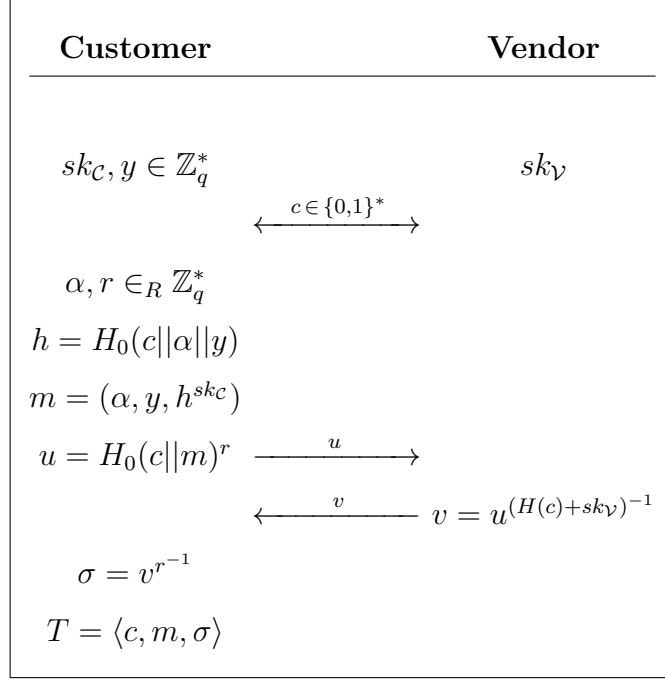 Customer Vendor
sk_𝒞, y ∈ ℤ_q^* sk_𝒱
c ∈ {0,1}^*
α, r ∈_R ℤ_q^*
h = H_0(c||α||y)
m = (α, y, h^{sk_𝒞})
u = H_0(c||m)^r u
v v = u^{(H(c)+sk_𝒱)^{-1}}
σ = v^{r^{-1}}
T = ⟨c, m, σ⟩